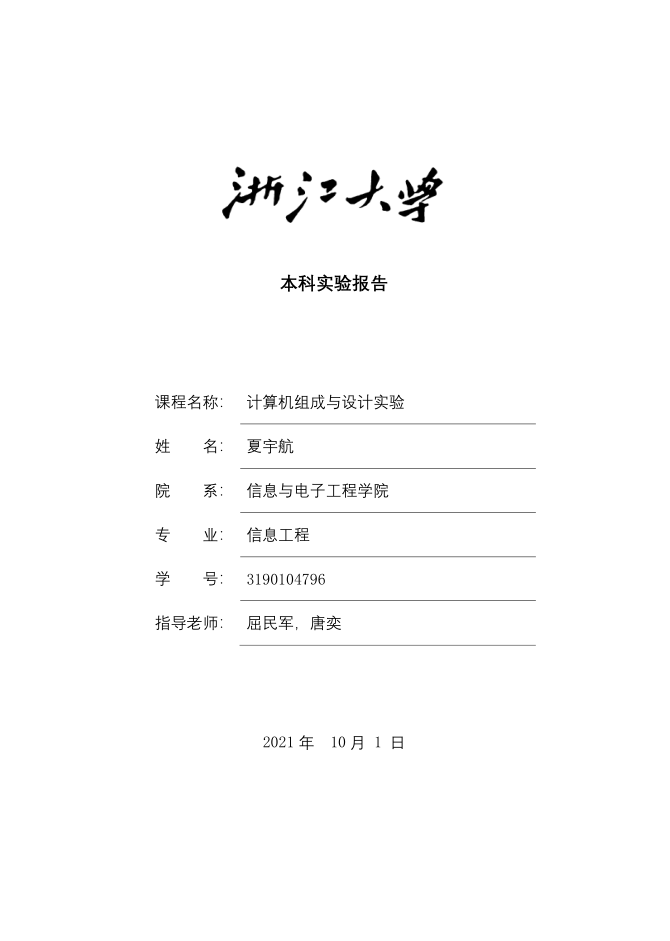 浙江大学
本科实验报告
课程名称： 计算机组成与设计实验
姓 名： 夏宇航
院 系： 信息与电子工程学院
专 业： 信息工程
学 号： 3190104796
指导老师： 屈民军，唐奕
2021 年 10 月 1 日